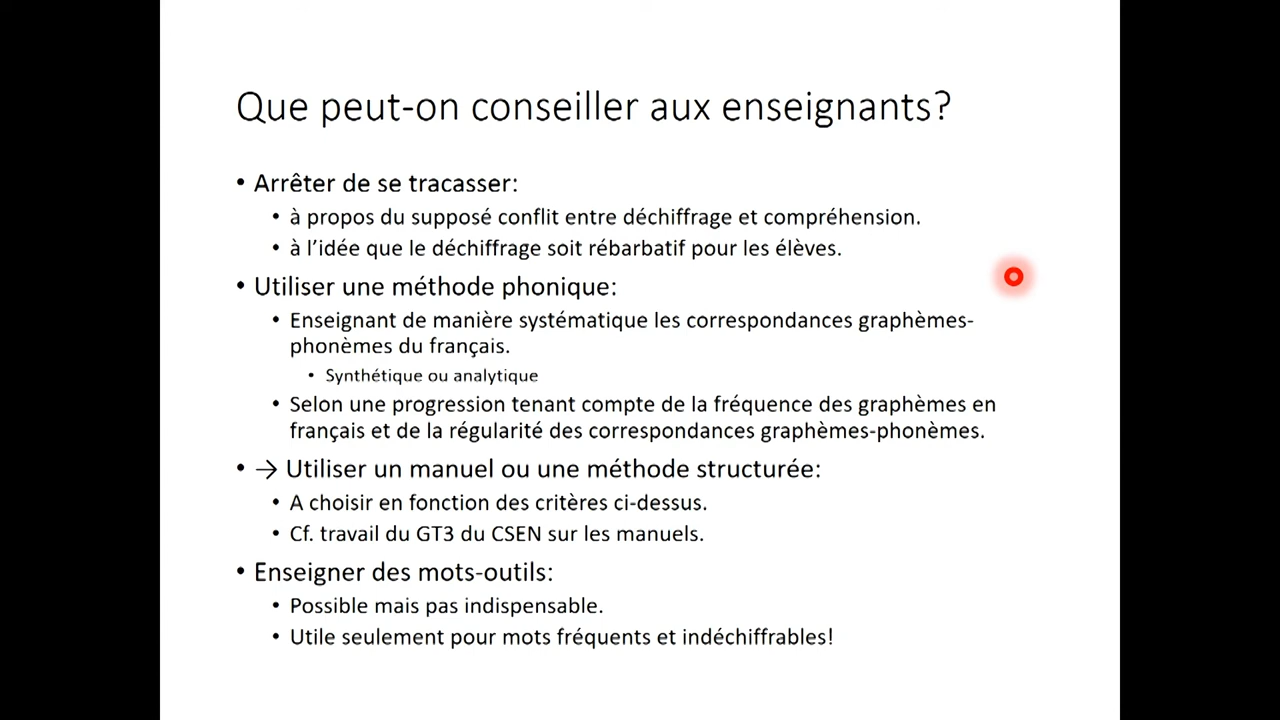 Que peut-on conseiller aux enseignants?
• Arrêter de se tracasser:
• à propos du supposé conflit entre déchiffrage et compréhension.
• à l’idée que le déchiffrage soit rébarbatif pour les élèves.
• Utiliser une méthode phonique:
• Enseignant de manière systématique les correspondances graphèmes-
phonèmes du français.
• Synthétique ou analytique
• Selon une progression tenant compte de la fréquence des graphèmes en
français et de la régularité des correspondances graphèmes-phonèmes.
• → Utiliser un manuel ou une méthode structurée:
• A choisir en fonction des critères ci-dessus.
• Cf. travail du GT3 du CSEN sur les manuels.
• Enseigner des mots-outils:
• Possible mais pas indispensable.
• Utile seulement pour mots fréquents et indéchiffrables!